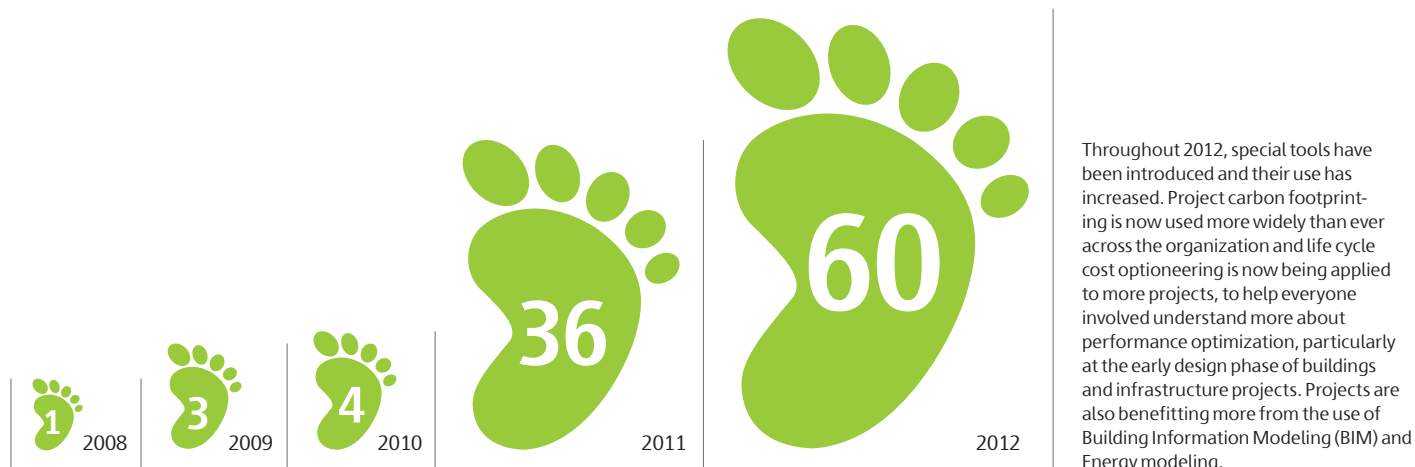 1
2008
3
2009
4
2010
36
2011
60
2012
Throughout 2012, special tools have
been introduced and their use has
increased. Project carbon footprint-
ing is now used more widely than ever
across the organization and life cycle
cost optioneering is now being applied
to more projects, to help everyone
involved understand more about
performance optimization, particularly
at the early design phase of buildings
and infrastructure projects. Projects are
also benefitting more from the use of
Building Information Modeling (BIM) and
Energy modeling.